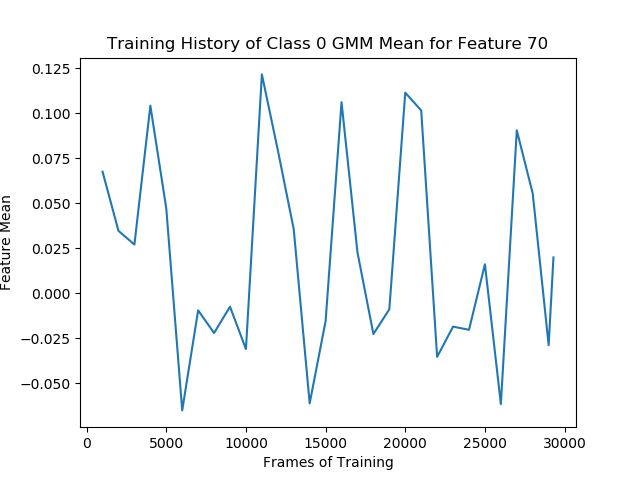 Training History of Class 0 GMM Mean for Feature 70
0.125
0.100
0.075
0.050
0.025
0.000
−0.025
−0.050
Feature Mean
0 5000 10000 15000 20000 25000 30000
Frames of Training